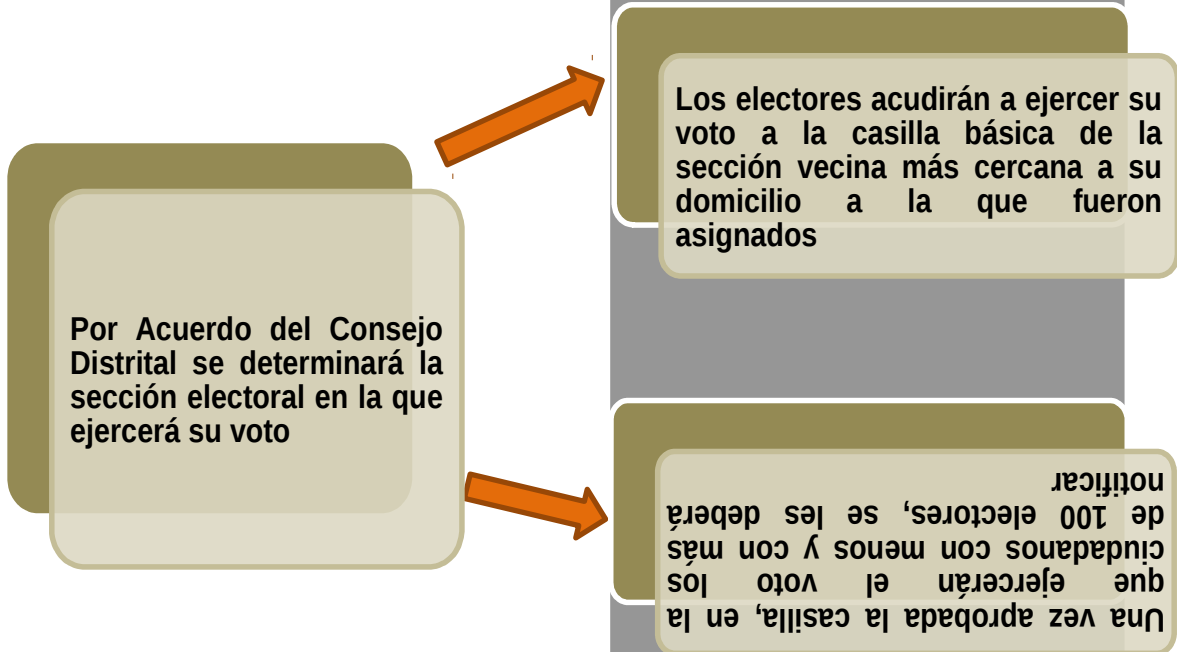 Por Acuerdo del Consejo
Distrital se determinará la
sección electoral en la que
ejercerá su voto
Los electores acudirán a ejercer su
voto a la casilla básica de la
sección vecina más cercana a su
domicilio a la que fueron
asignados
Una vez aprobada la casilla, en la
que ejercerán el voto los
ciudadanos con menos y con más
de 100 electores, se les deberá
notificar